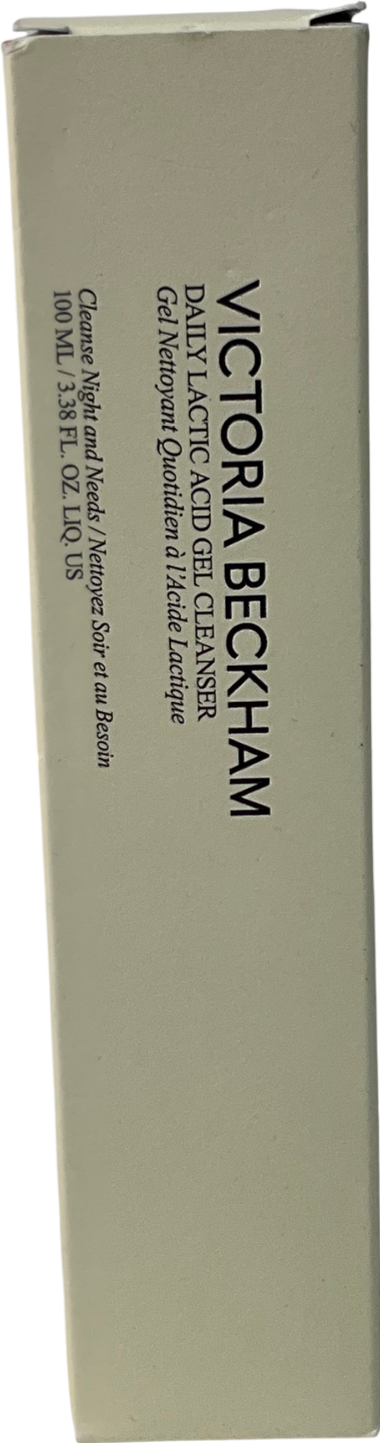 VICTORIA BECKHAM
DAILY LACTIC ACID GEL CLEANSER
Gel Nettoyant Quotidien à l'Acide Lactique
Cleanse Night and Needs / Nettoyez Soir et au Besoin
100 ML / 3.38 FL. OZ. LIQ. US